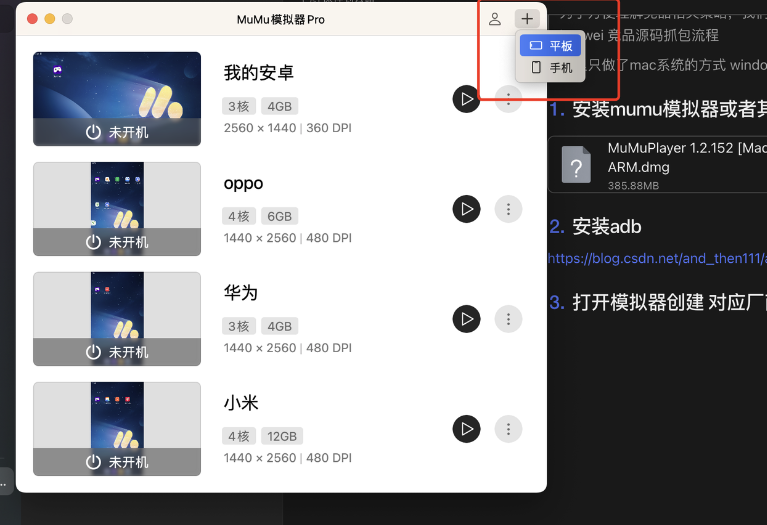 MuMu模拟器Pro
平板
手机
我的安卓
3核 4GB
2560 × 1440 | 360 DPI
未开机
oppo
4核 6GB
1440 × 2560 | 480 DPI
未开机
华为
3核 4GB
1440 × 2560 | 480 DPI
未开机
小米
4核 12GB
1440 × 2560 | 480 DPI
未开机
wei 竞品源码抓包流程
只做了mac系统的方式 windo
1. 安装mumu模拟器或者其
MuMuPlayer 1.2.152 [Mac
ARM.dmg
385.88MB
2. 安装adb
https://blog.csdn.net/and_then111/a
3. 打开模拟器创建 对应厂